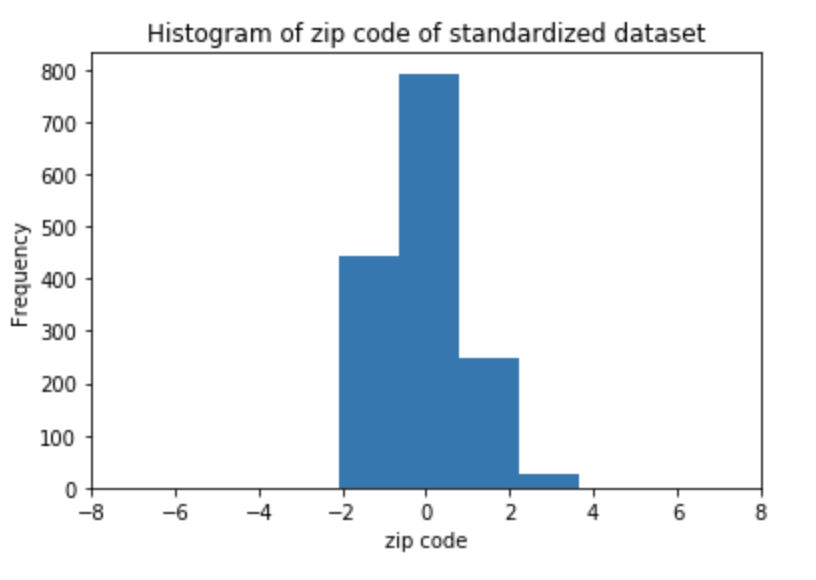 Histogram of zip code of standardized dataset
800
700
600
500
400
300
200
100
0
Frequency
−8 −6 −4 −2 0 2 4 6 8
zip code